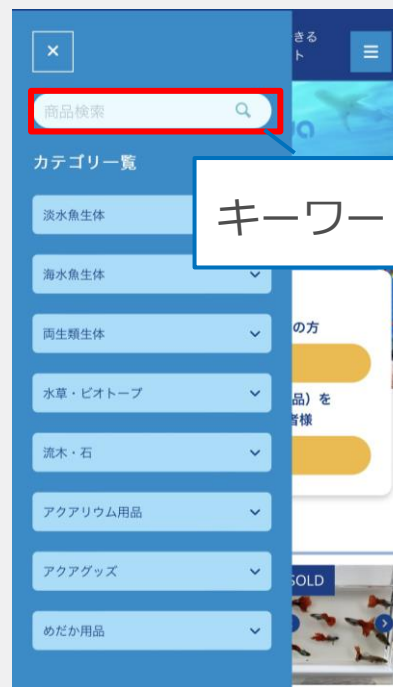 ×
きる
ト
商品検索
カテゴリ一覧
キーワー
淡水魚生体
海水魚生体
両生類生体
の方
水草・ビオトープ
品）を
者様
流木・石
アクアリウム用品
アクアグッズ
SOLD
めだか用品